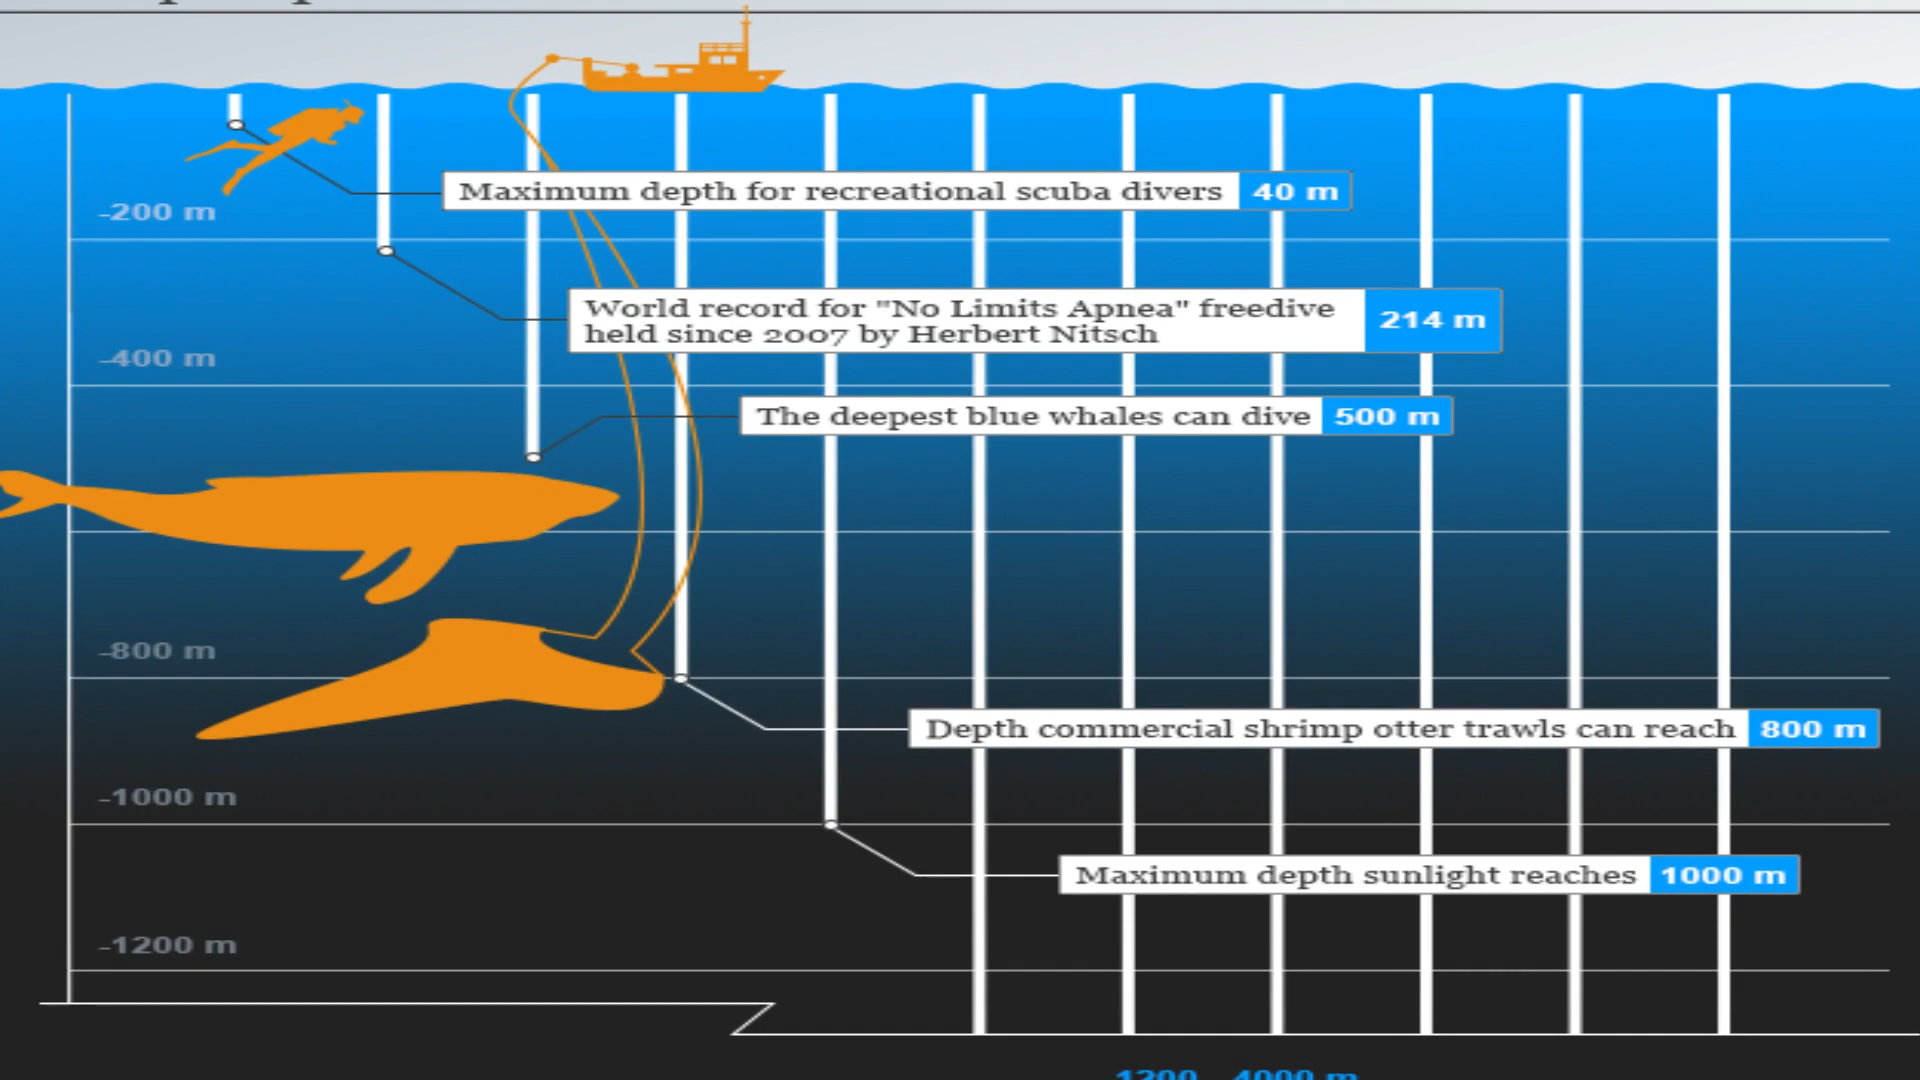 Maximum depth for recreational scuba divers 40 m
-200 m
World record for "No Limits Apnea" freedive
held since 2007 by Herbert Nitsch
214 m
-400 m
The deepest blue whales can dive 500 m
-800 m
Depth commercial shrimp otter trawls can reach 800 m
-1000 m
Maximum depth sunlight reaches 1000 m
-1200 m
1200 - 4000 m